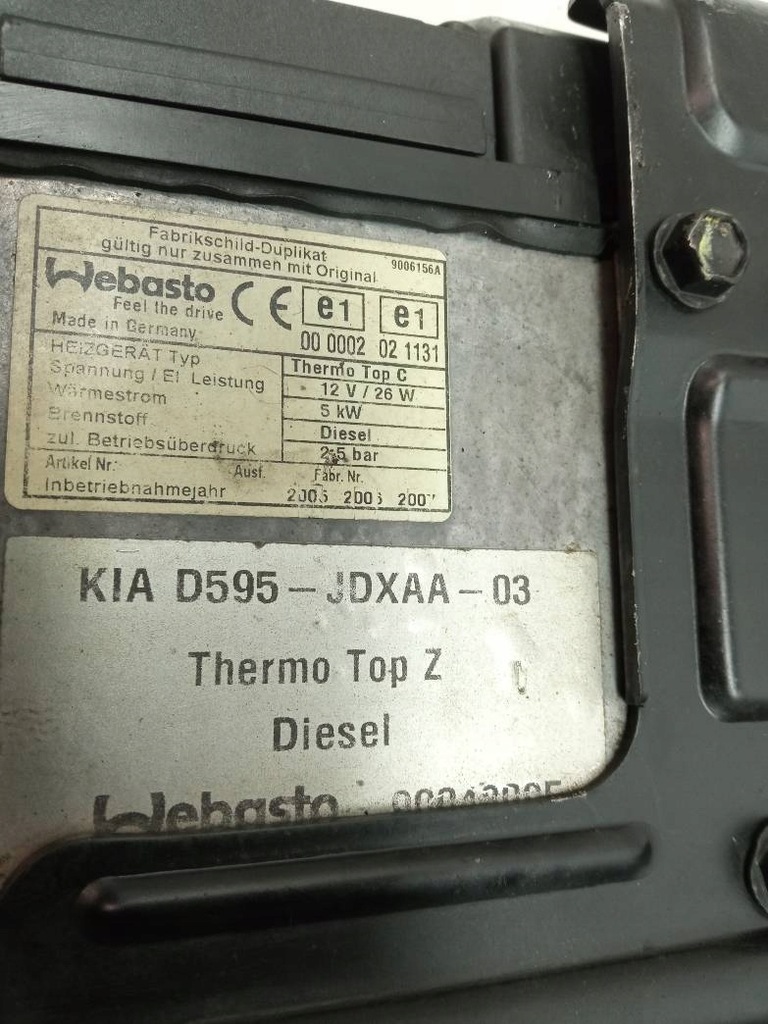 Fabrikschild-Duplikat
gültig nur zusammen mit Original 9006156A
Webasto CE e1 e1
Feel the drive
Made in Germany 00 0002 02 1131
HEIZGERÄT Typ Thermo Top C
Spannung / El Leistung 12 V / 26 W
Wärmestrom 5 kW
Brennstoff Diesel
zul. Betriebsüberdruck 2.5 bar
Artikel Nr: Ausf. Fabr. Nr.
Inbetriebnahmejahr
KIA D595-JDXAA-03
Thermo Top Z
Diesel
Webasto